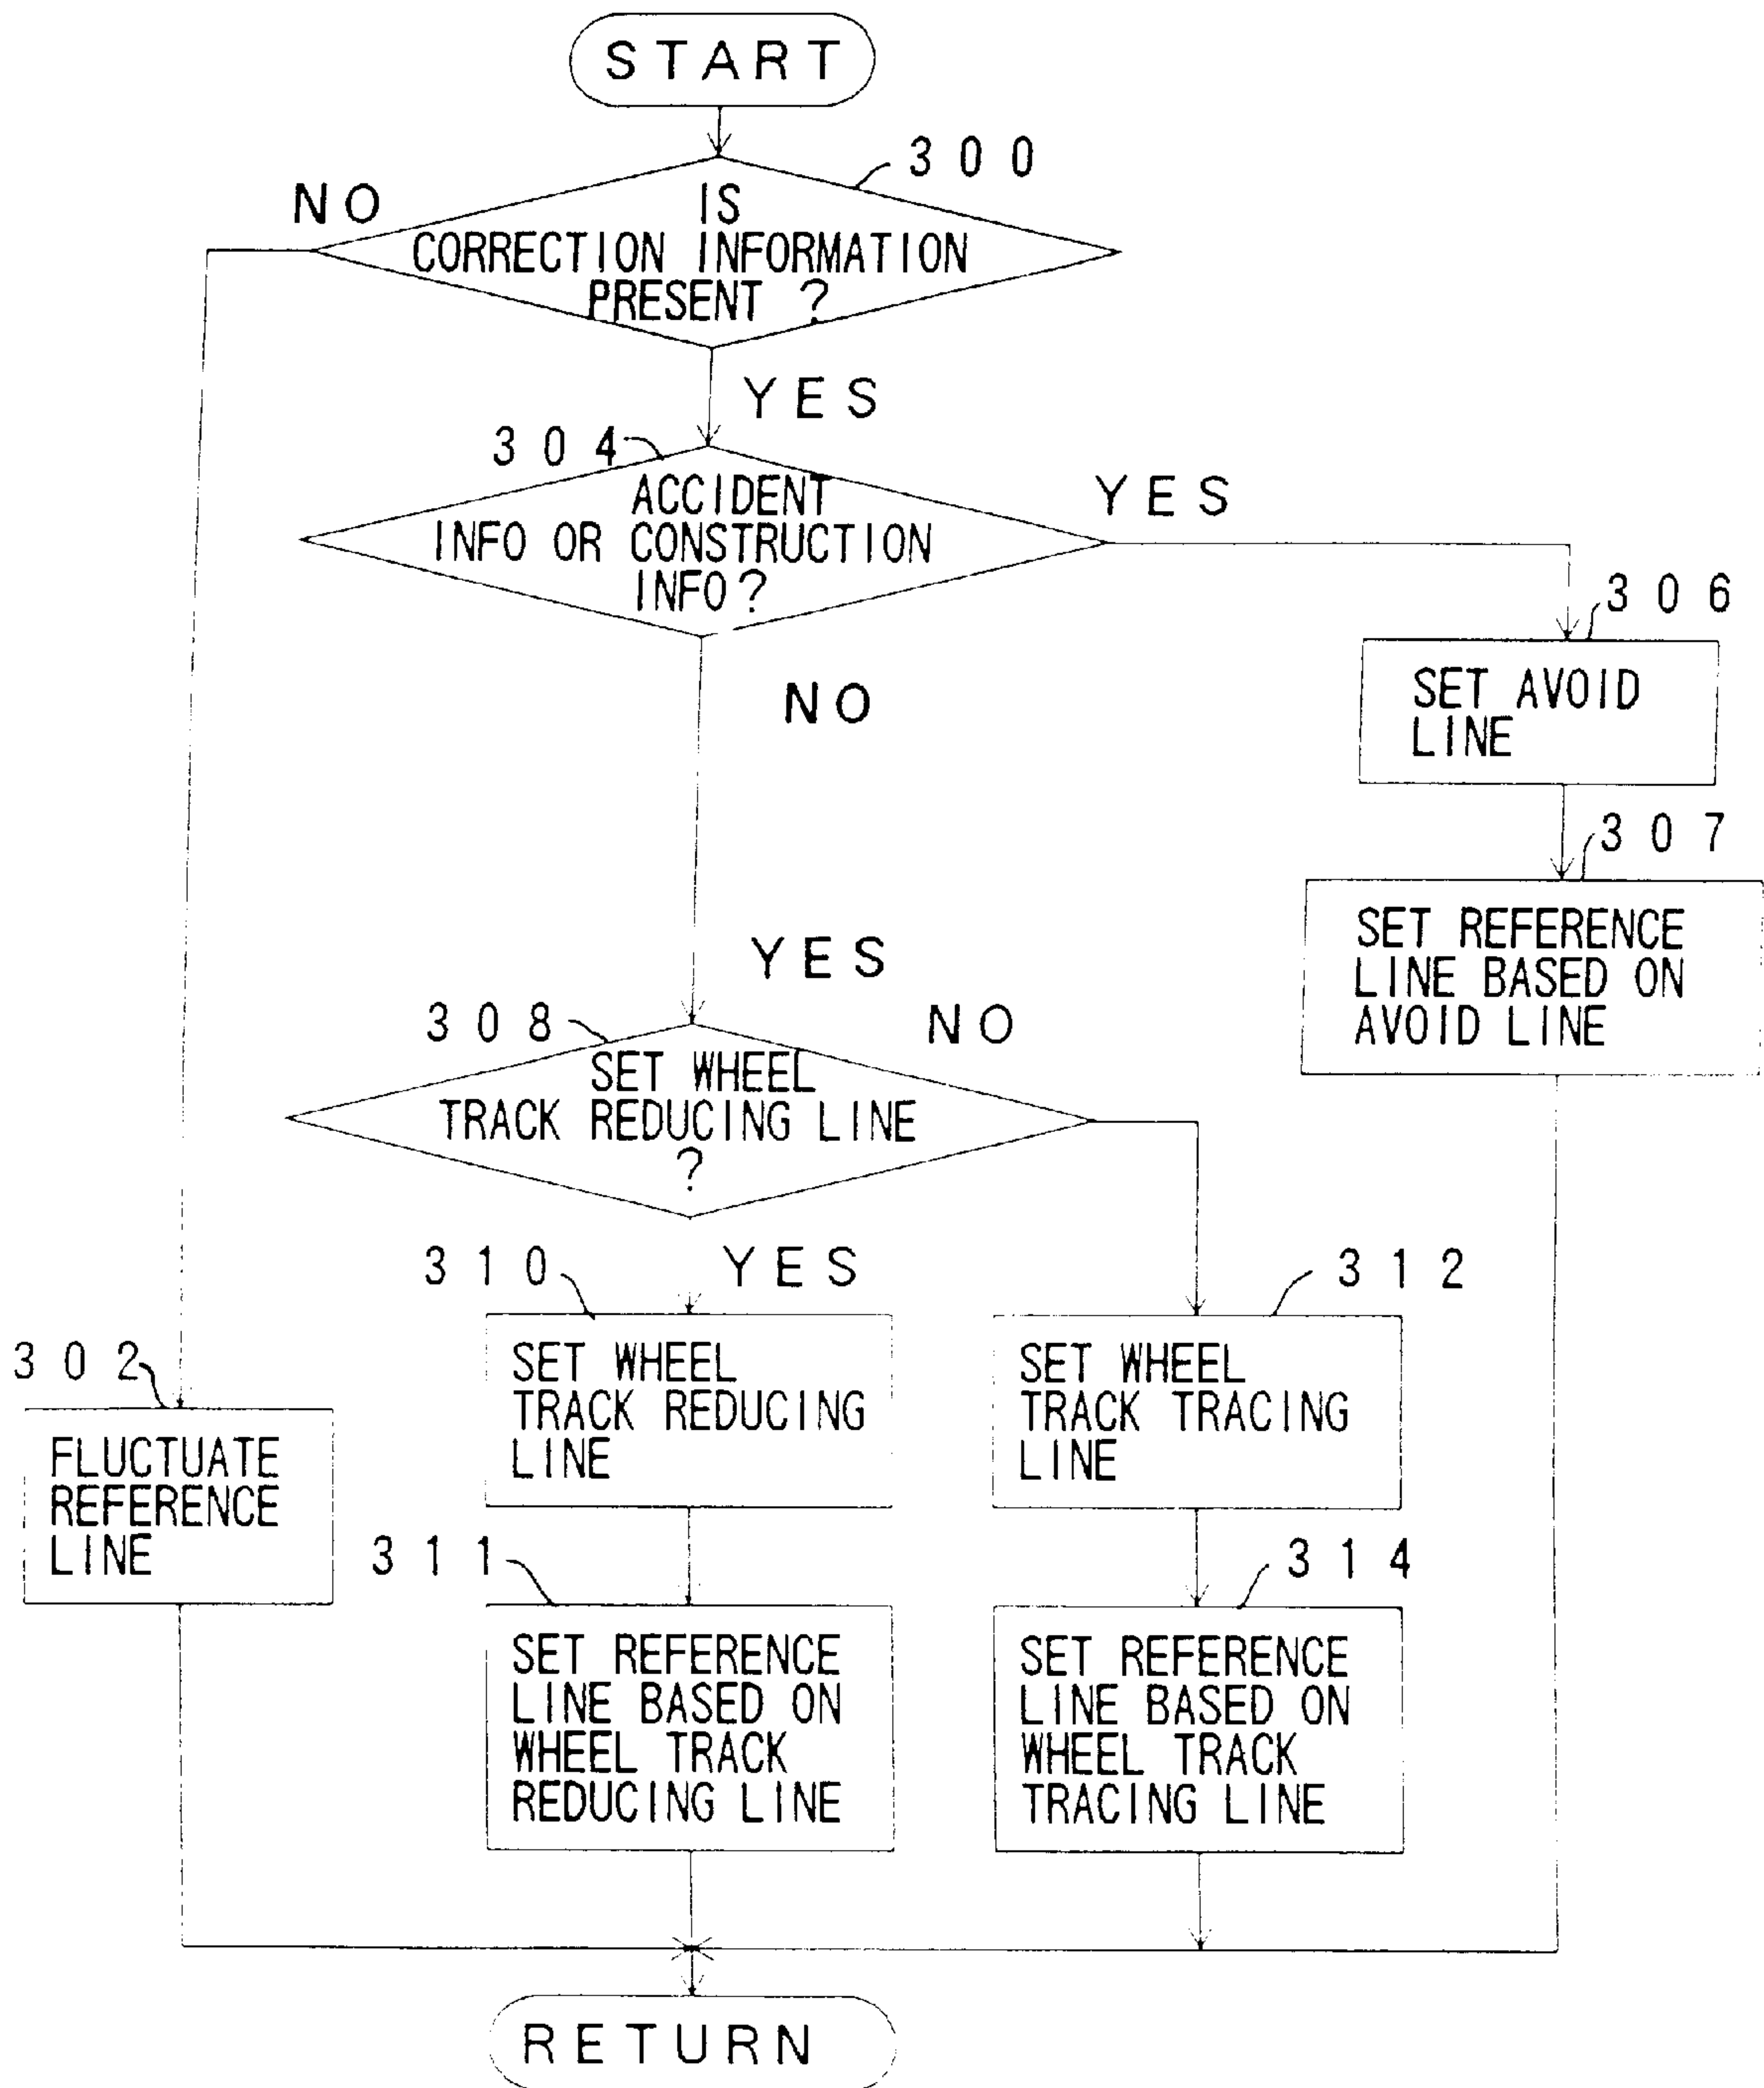 START
300
NO
IS
CORRECTION INFORMATION
PRESENT ?
YES
304
ACCIDENT
INFO OR CONSTRUCTION
INFO?
YES
306
NO
SET AVOID
LINE
307
SET REFERENCE
LINE BASED ON
AVOID LINE
YES
308
NO
SET WHEEL
TRACK REDUCING LINE
?
310
YES
312
302
SET WHEEL
TRACK REDUCING
LINE
SET WHEEL
TRACK TRACING
LINE
FLUCTUATE
REFERENCE
LINE
311
314
SET REFERENCE
LINE BASED ON
WHEEL TRACK
REDUCING LINE
SET REFERENCE
LINE BASED ON
WHEEL TRACK
TRACING LINE
RETURN